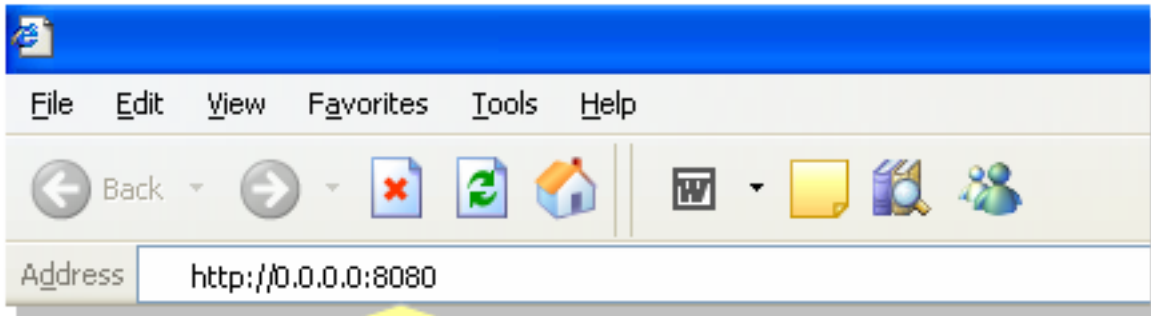 File Edit View Favorites Tools Help
Back W
Address http://0.0.0.0:8080